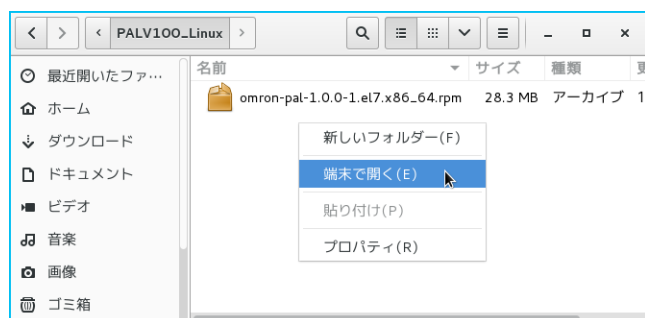 PALV100_Linux
最近開いたファ…
ホーム
ダウンロード
ドキュメント
ビデオ
音楽
画像
ゴミ箱
名前 サイズ 種類 更
omron-pal-1.0.0-1.el7.x86_64.rpm 28.3 MB アーカイブ 1
新しいフォルダー(F)
端末で開く(E)
貼り付け(P)
プロパティ(R)